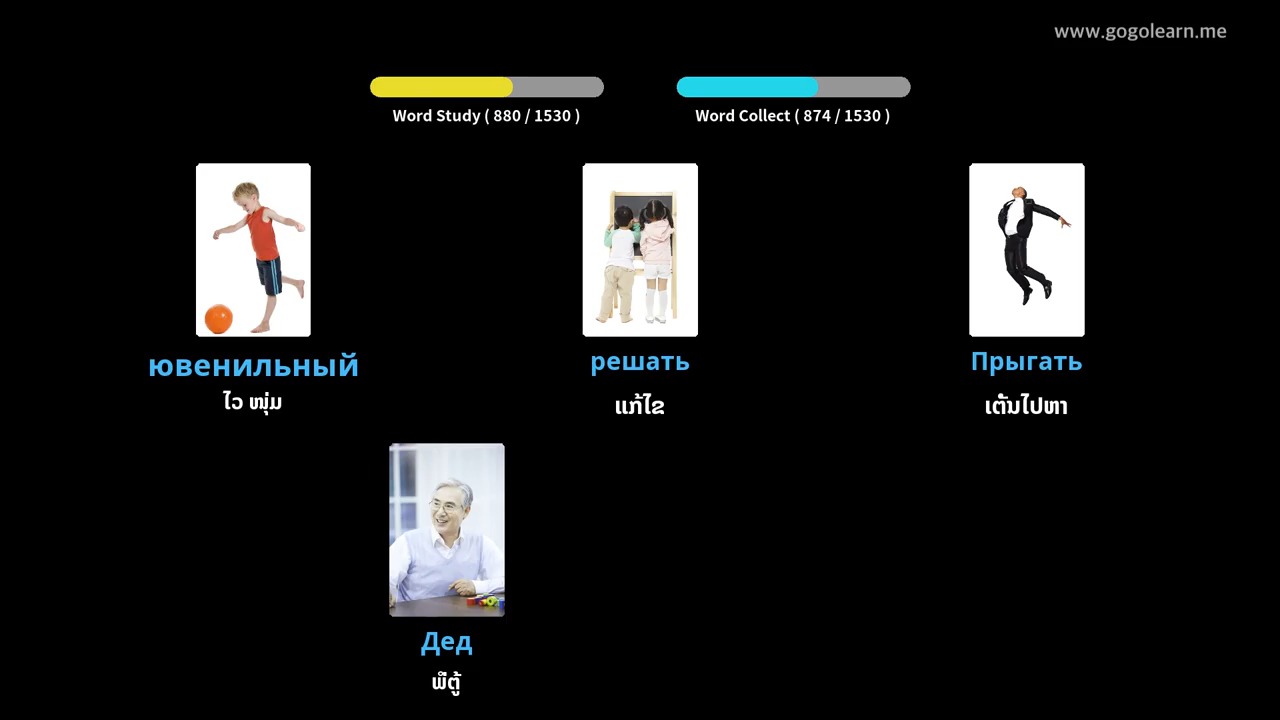 www.gogolearn.me
Word Study ( 880 / 1530 )
Word Collect ( 874 / 1530 )
ювенильный
ໄວ ໜຸ່ມ
решать
ແກ້ໄຂ
Прыгать
ເຕັ້ນໄປຫາ
Дед
ພໍ່ຕູ້